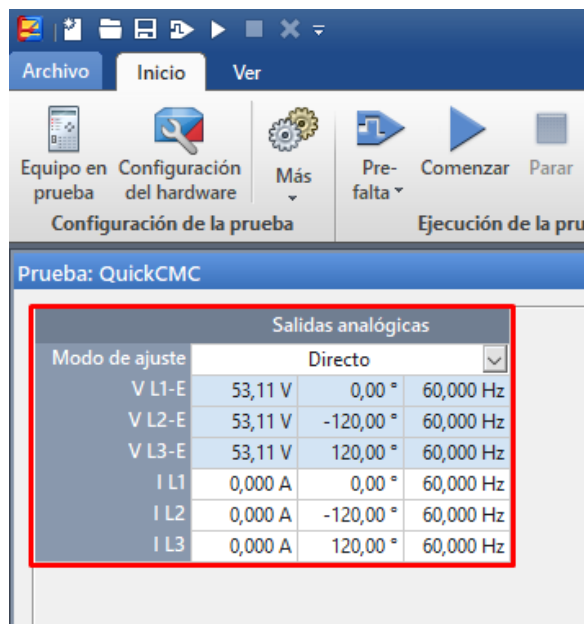 Archivo Inicio Ver
Equipo en prueba
Configuración del hardware
Más
Pre-falta
Comenzar
Parar
Configuración de la prueba
Ejecución de la pru
Prueba: QuickCMC
Salidas analógicas
Modo de ajuste Directo
V L1-E 53,11 V 0,00 ° 60,000 Hz
V L2-E 53,11 V -120,00 ° 60,000 Hz
V L3-E 53,11 V 120,00 ° 60,000 Hz
I L1 0,000 A 0,00 ° 60,000 Hz
I L2 0,000 A -120,00 ° 60,000 Hz
I L3 0,000 A 120,00 ° 60,000 Hz